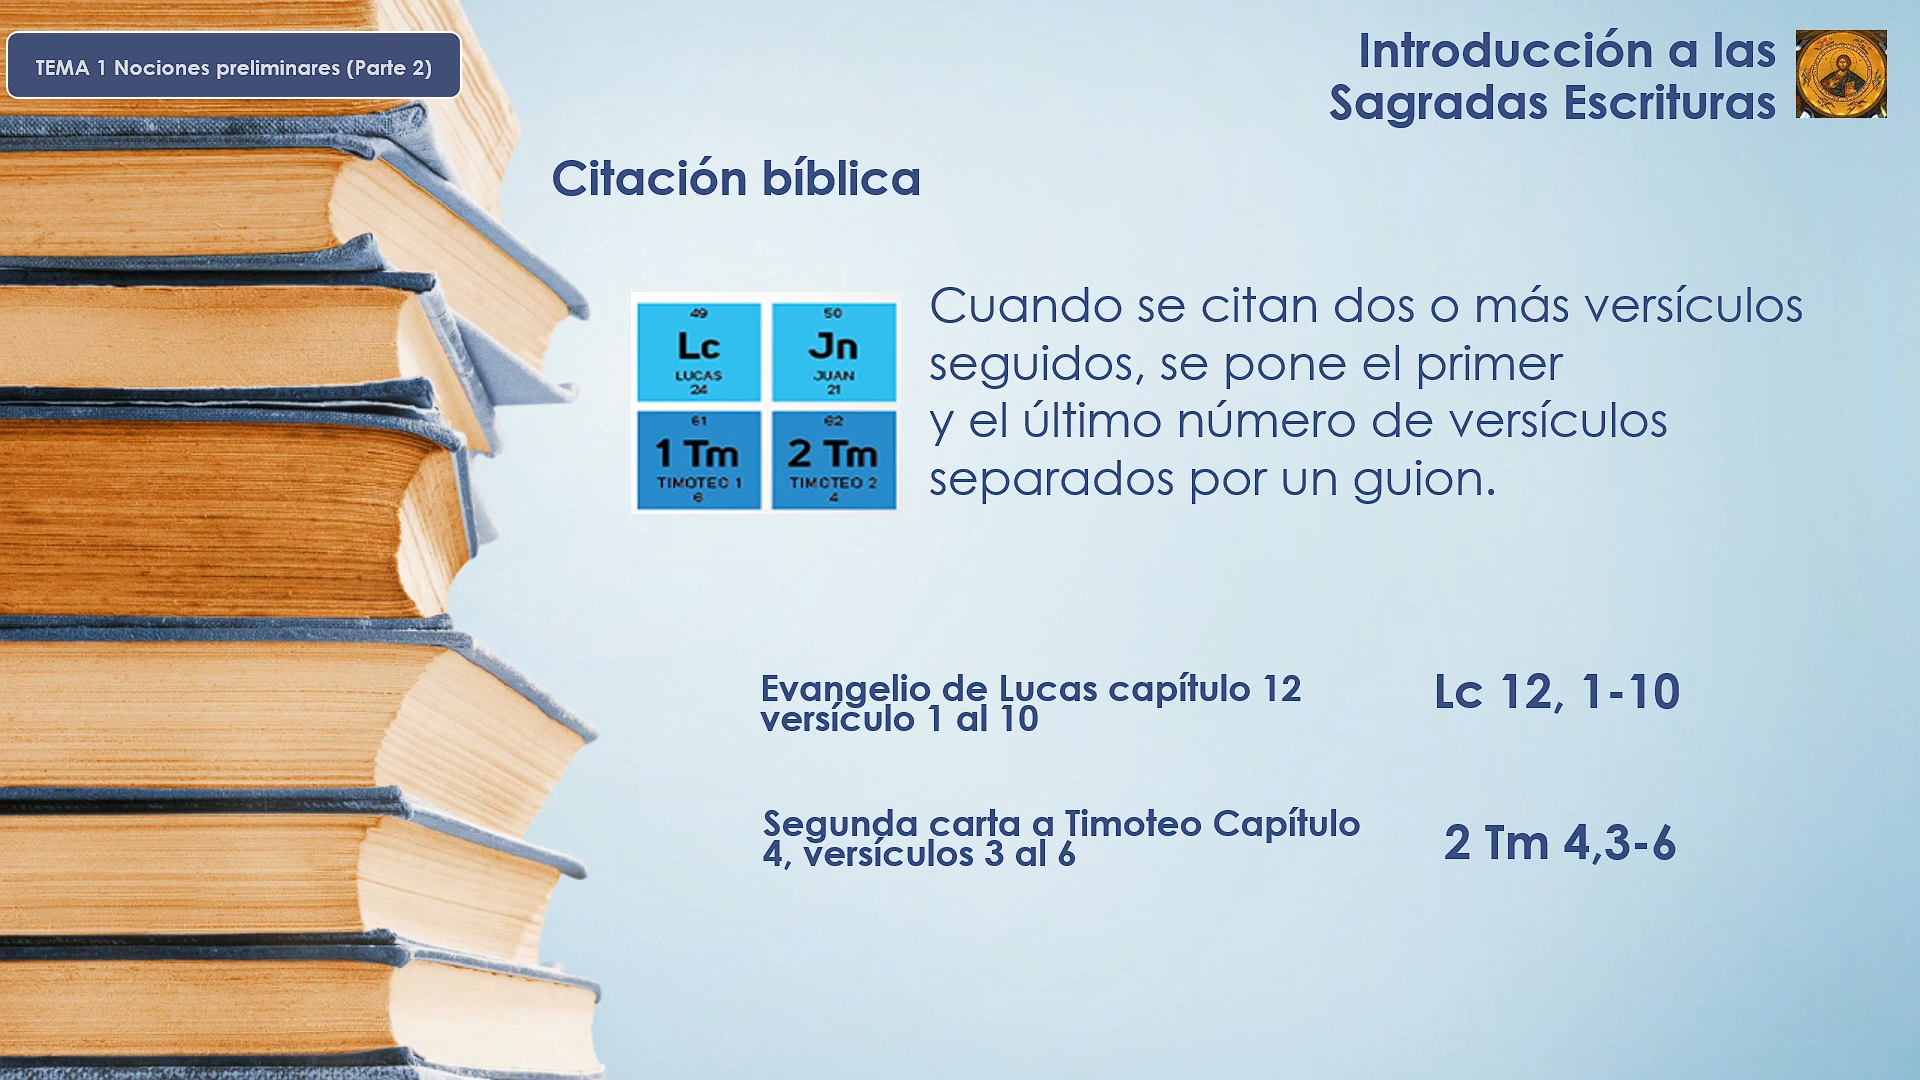 TEMA 1 Nociones preliminares (Parte 2)
Introducción a las
Sagradas Escrituras
Citación bíblica
49
Lc
LUCAS
24
50
Jn
JUAN
21
61
1 Tm
TIMOTEO 1
6
62
2 Tm
TIMOTEO 2
4
Cuando se citan dos o más versículos
seguidos, se pone el primer
y el último número de versículos
separados por un guion.
Evangelio de Lucas capítulo 12
versículo 1 al 10
Lc 12, 1-10
Segunda carta a Timoteo Capítulo
4, versículos 3 al 6
2 Tm 4,3-6